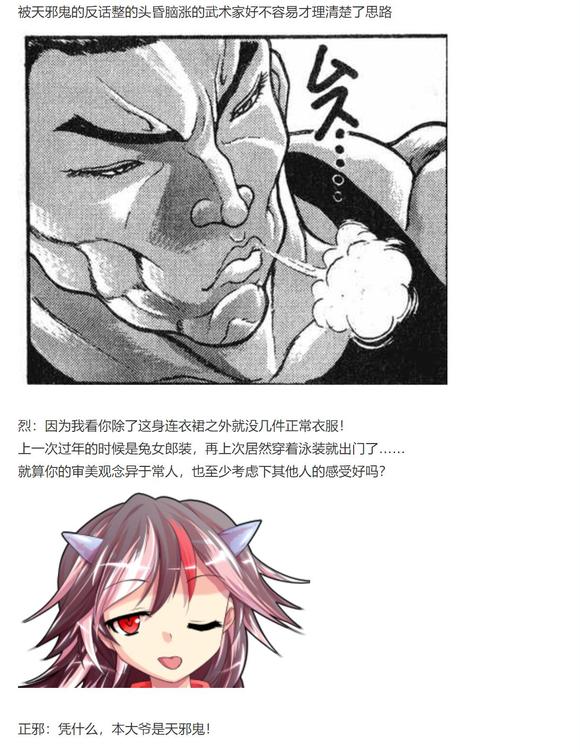 被天邪鬼的反话整的头昏脑涨的武术家好不容易才理清楚了思路
ムス…。。
烈：因为我看你除了这身连衣裙之外就没几件正常衣服！
上一次过年的时候是兔女郎装，再上次居然穿着泳装就出门了……
就算你的审美观念异于常人，也至少考虑下其他人的感受好吗？
正邪：凭什么，本大爷是天邪鬼！